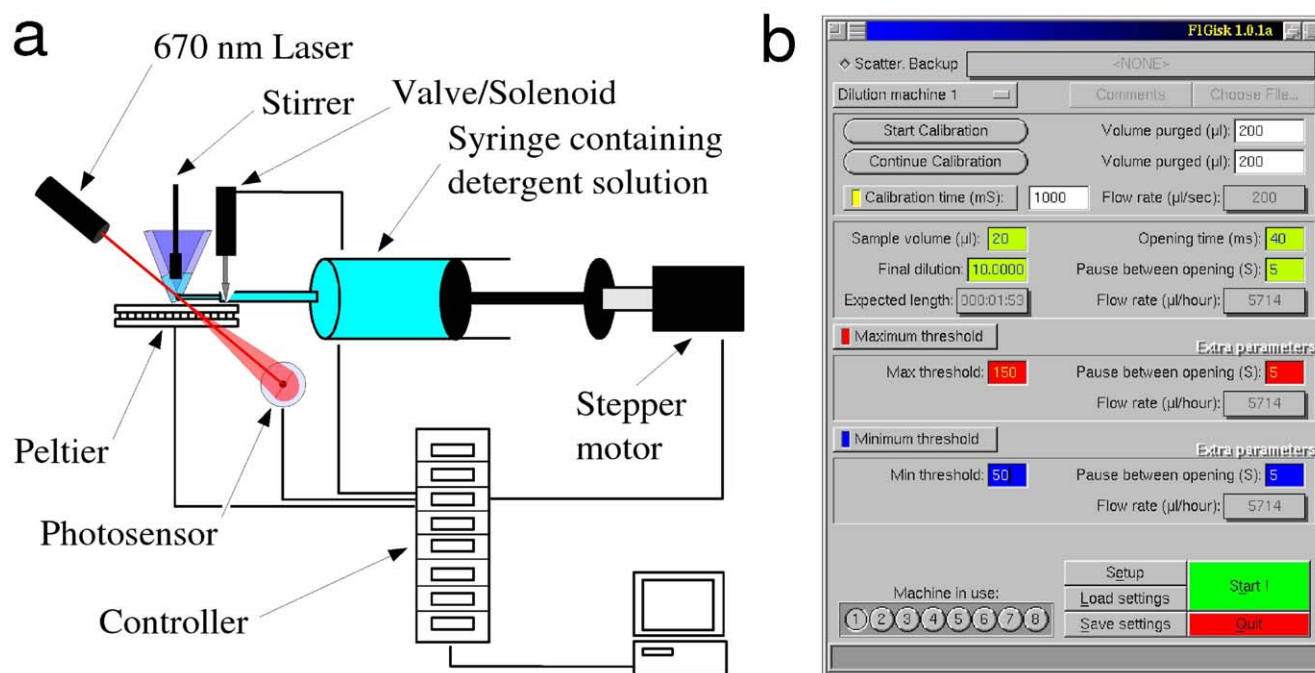 a
670 nm Laser
Stirrer
Valve/Solenoid
Syringe containing
detergent solution
Peltier
Photosensor
Controller
Stepper
motor
b
FlGisk 1.0.1a
Scatter. Backup <NONE>
Dilution machine 1 Comments Choose File...
Start Calibration Volume purged (µl): 200
Continue Calibration Volume purged (µl): 200
Calibration time (mS): 1000 Flow rate (µl/sec): 200
Sample volume (µl): 20 Opening time (ms): 40
Final dilution: 10.0000 Pause between opening (S): 5
Expected length: 000:01:53 Flow rate (µl/hour): 5714
Maximum threshold
Extra parameters
Max threshold: 150 Pause between opening (S): 5
Flow rate (µl/hour): 5714
Minimum threshold
Extra parameters
Min threshold: 50 Pause between opening (S): 5
Flow rate (µl/hour): 5714
Setup
Start !
Machine in use: Load settings
1 2 3 4 5 6 7 8 Save settings Quit